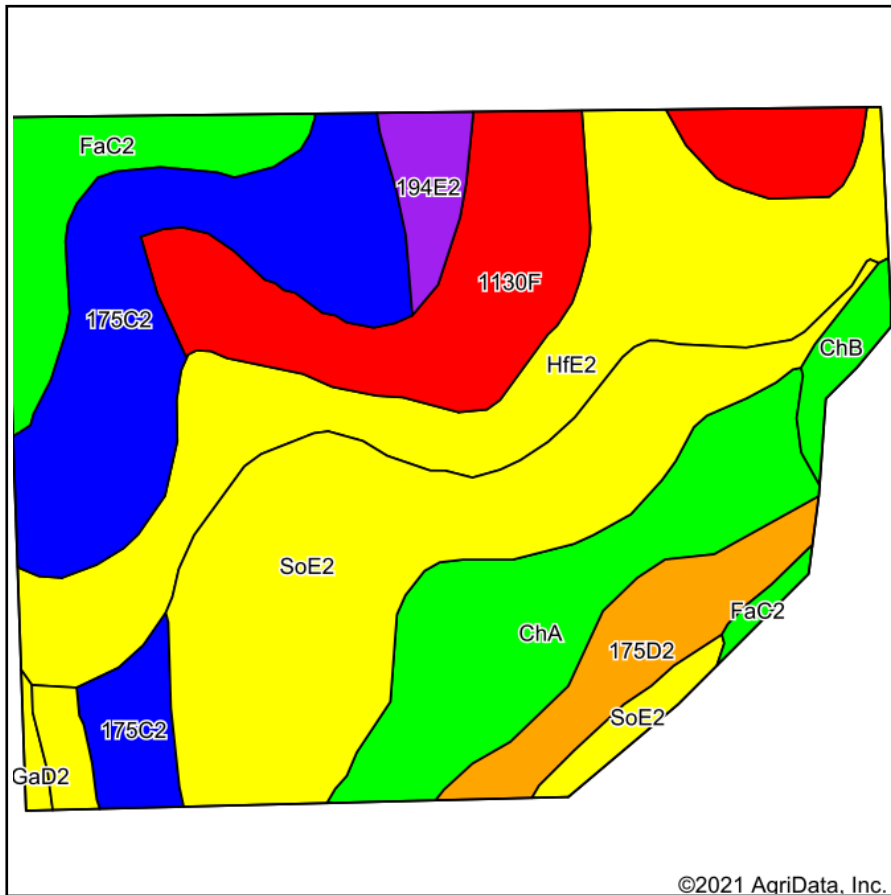 FaC2
194E2
1130F
175C2
ChB
HfE2
SoE2
FaC2
ChA
175D2
SoE2
175C2
GaD2
©2021 AgriData, Inc.